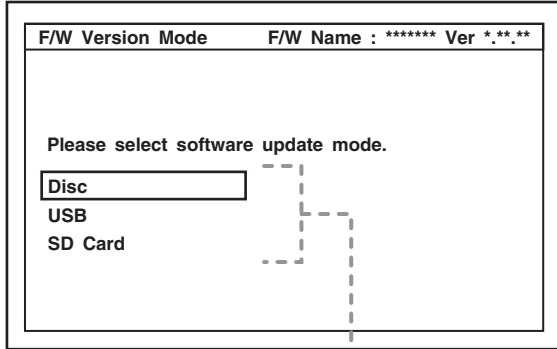 F/W Version Mode F/W Name : ******* Ver *.**.**
Please select software update mode.
Disc
USB
SD Card